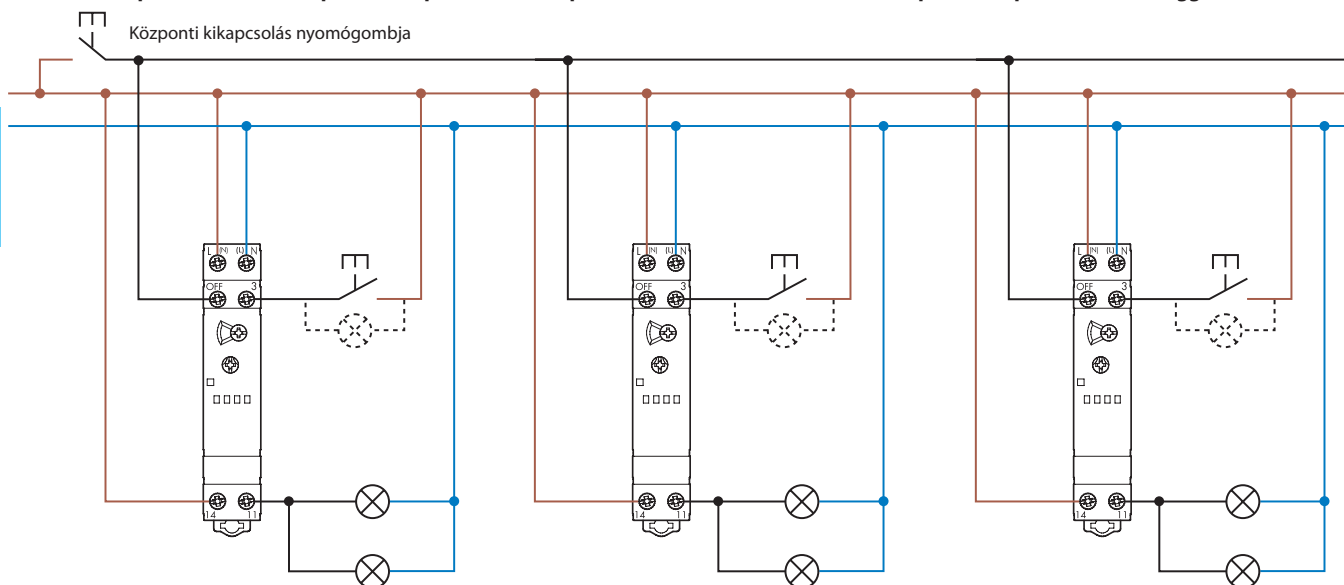 Központi kikapcsolás nyomógombja
L (N) (L) N
OFF 3
14 11
L (N) (L) N
OFF 3
14 11
L (N) (L) N
OFF 3
14 11